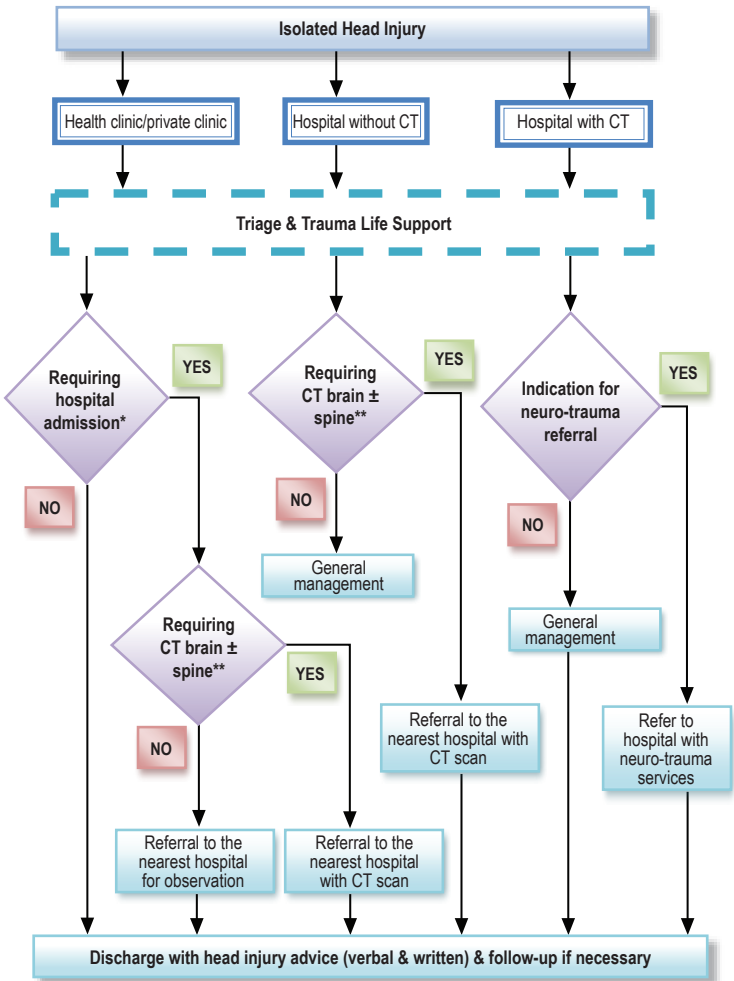 Isolated Head Injury
Health clinic/private clinic
Hospital without CT
Hospital with CT
Triage & Trauma Life Support
Requiring
hospital
admission*
YES
NO
Requiring
CT brain ±
spine**
YES
NO
Indication for
neuro-trauma
referral
YES
NO
General
management
General
management
Requiring
CT brain ±
spine**
YES
NO
Referral to the
nearest hospital with
CT scan
Refer to
hospital with
neuro-trauma
services
Referral to the
nearest hospital
for observation
Referral to the
nearest hospital
with CT scan
Discharge with head injury advice (verbal & written) & follow-up if necessary